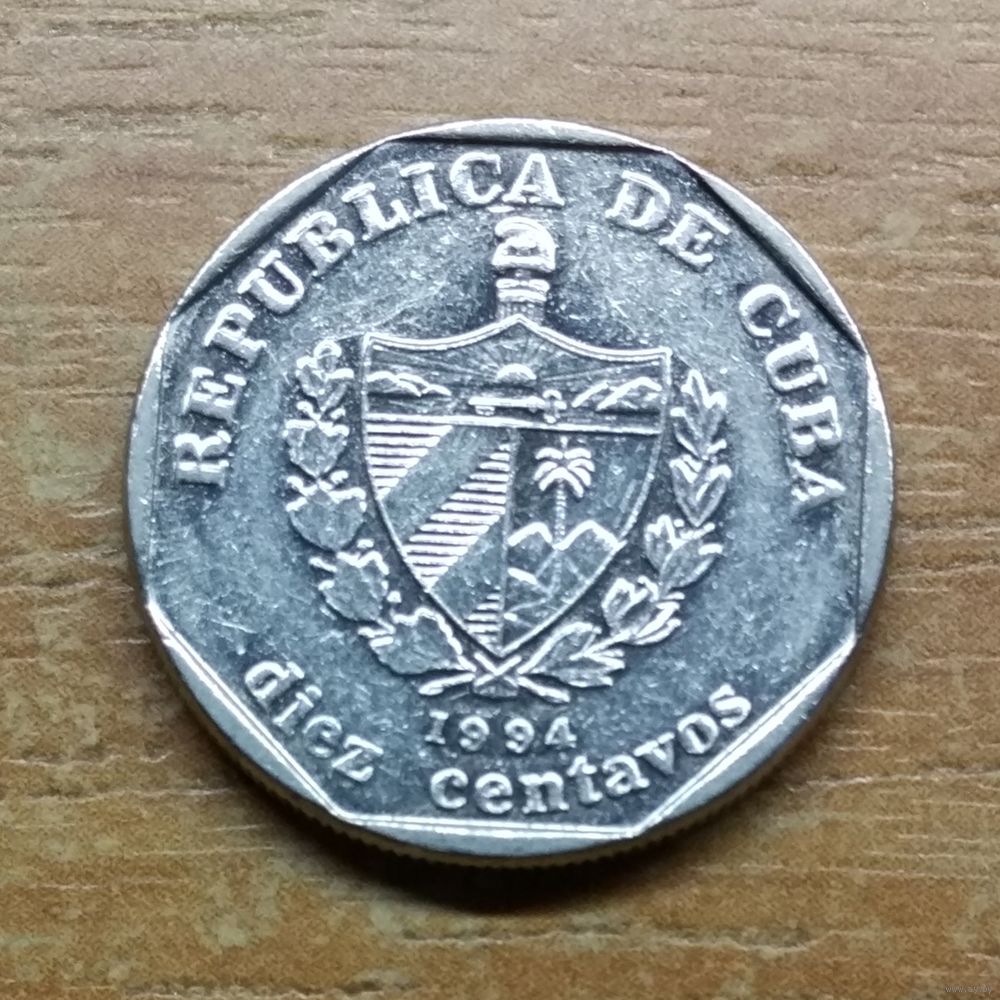 REPUBLICA DE CUBA
1994
diez centavos